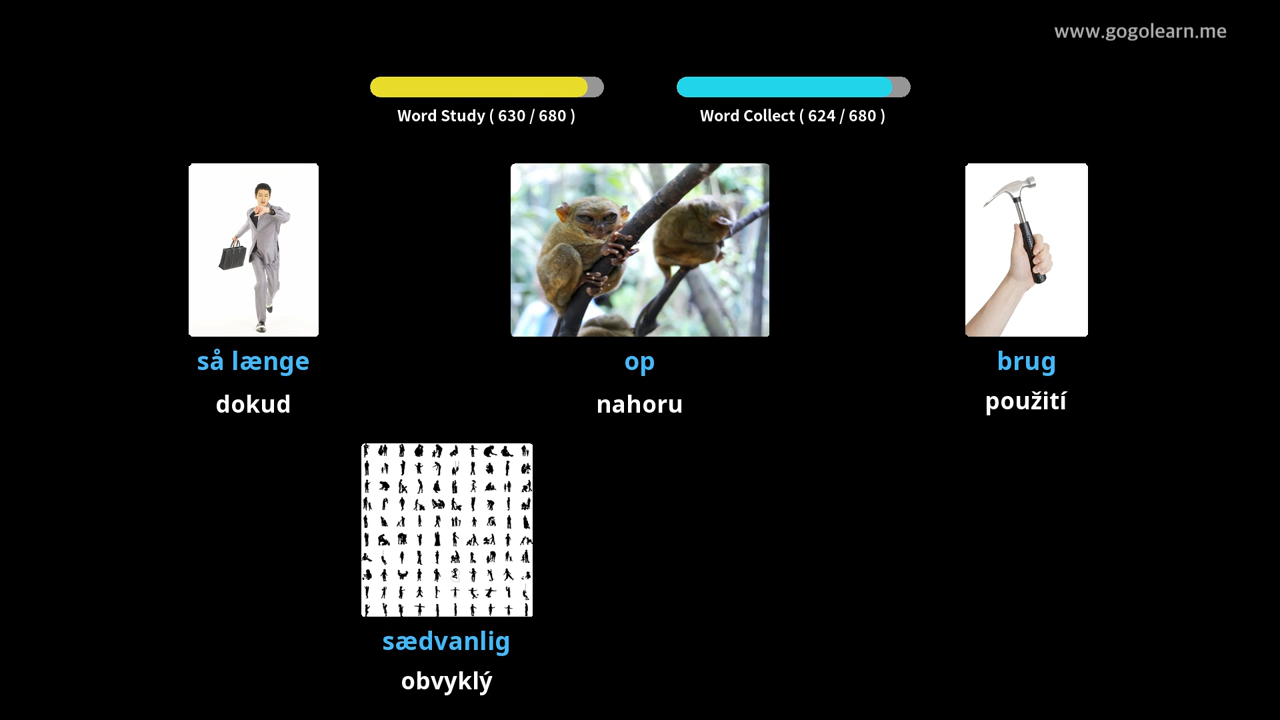 www.gogolearn.me
Word Study ( 630 / 680 )
Word Collect ( 624 / 680 )
så længe
op
brug
dokud
nahoru
použití
sædvanlig
obvyklý